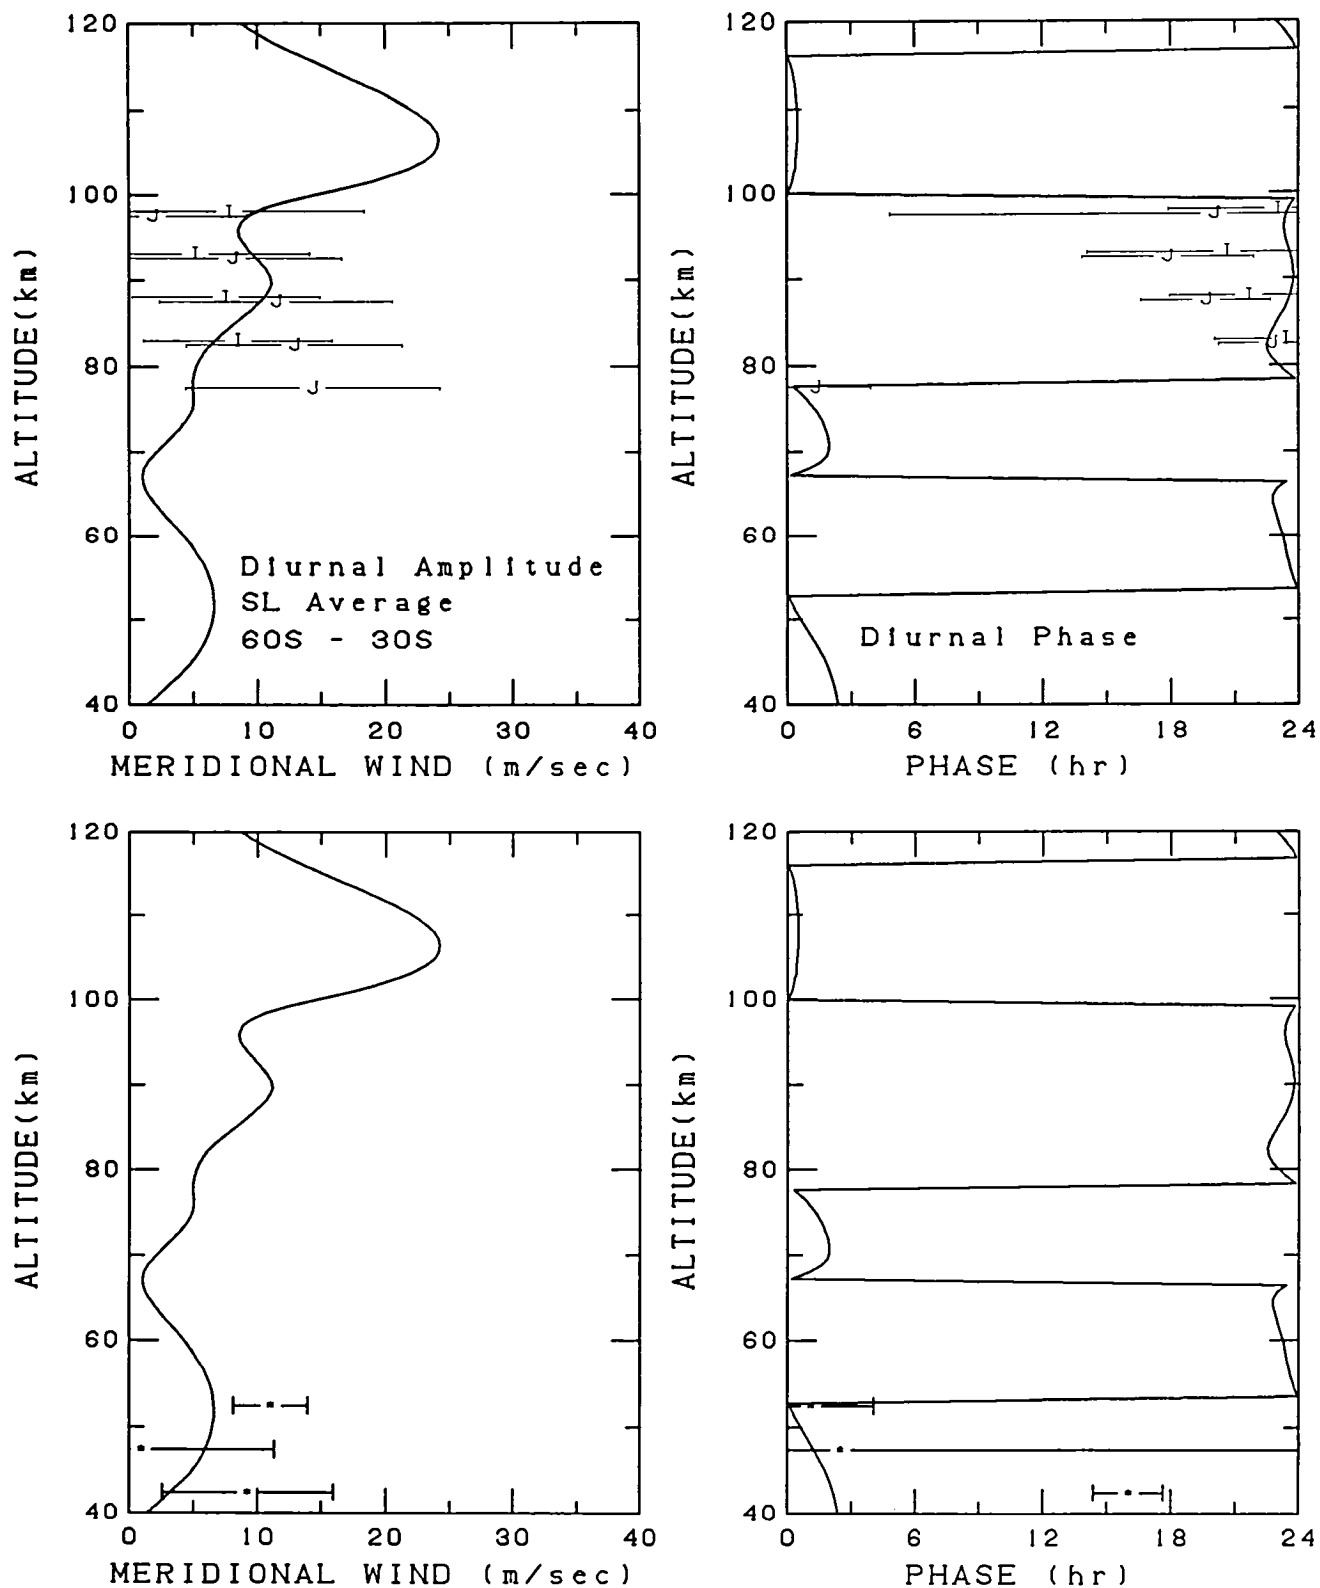 120
100
80
60
40
ALTITUDE(km)
I
J
I
J
I
J
I
J
J
Diurnal Amplitude
SL Average
60S - 30S
0 10 20 30 40
MERIDIONAL WIND (m/sec)
120
100
80
60
40
ALTITUDE(km)
I
J
I
J
I
J
I
J
J
Diurnal Phase
0 6 12 18 24
PHASE (hr)
120
100
80
60
40
ALTITUDE(km)
*
*
*
0 10 20 30 40
MERIDIONAL WIND (m/sec)
120
100
80
60
40
ALTITUDE(km)
*
*
*
0 6 12 18 24
PHASE (hr)